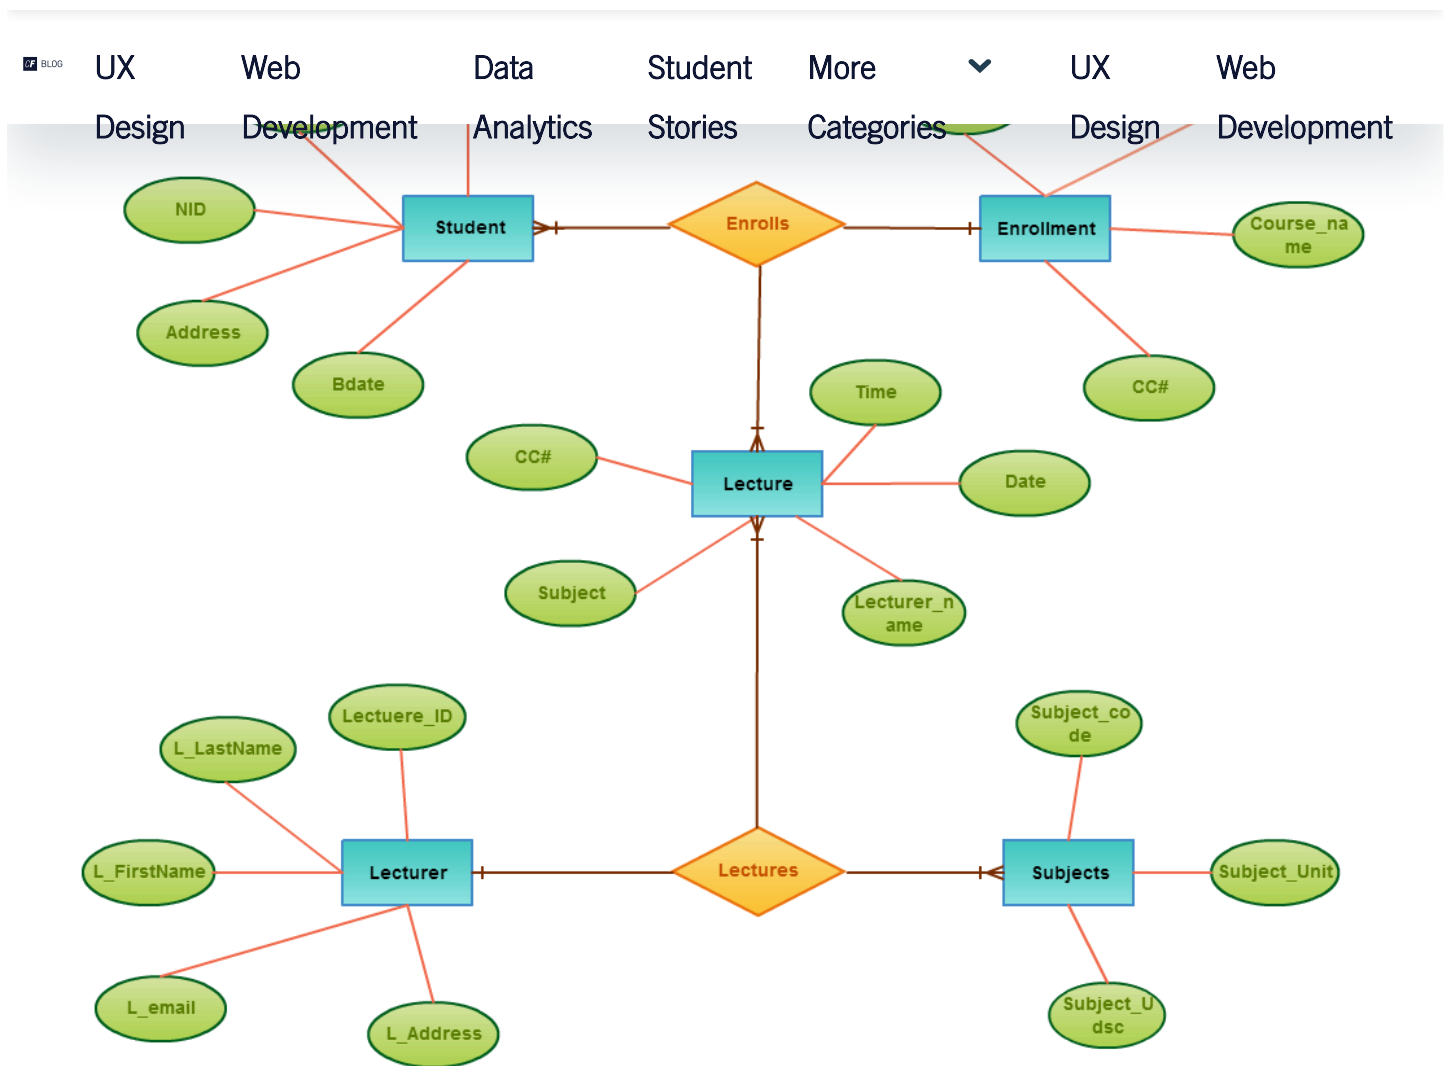 CF BLOG
UX
Design
Web
Development
Data
Analytics
Student
Stories
More
Categories
UX
Design
Web
Development
NID
Student
Enrolls
Enrollment
Course_na
me
Address
Bdate
Time
CC#
CC#
Lecture
Date
Subject
Lecturer_n
ame
Lectuere_ID
Subject_co
de
L_LastName
L_FirstName
Lecturer
Lectures
Subjects
Subject_Unit
L_email
L_Address
Subject_U
dsc